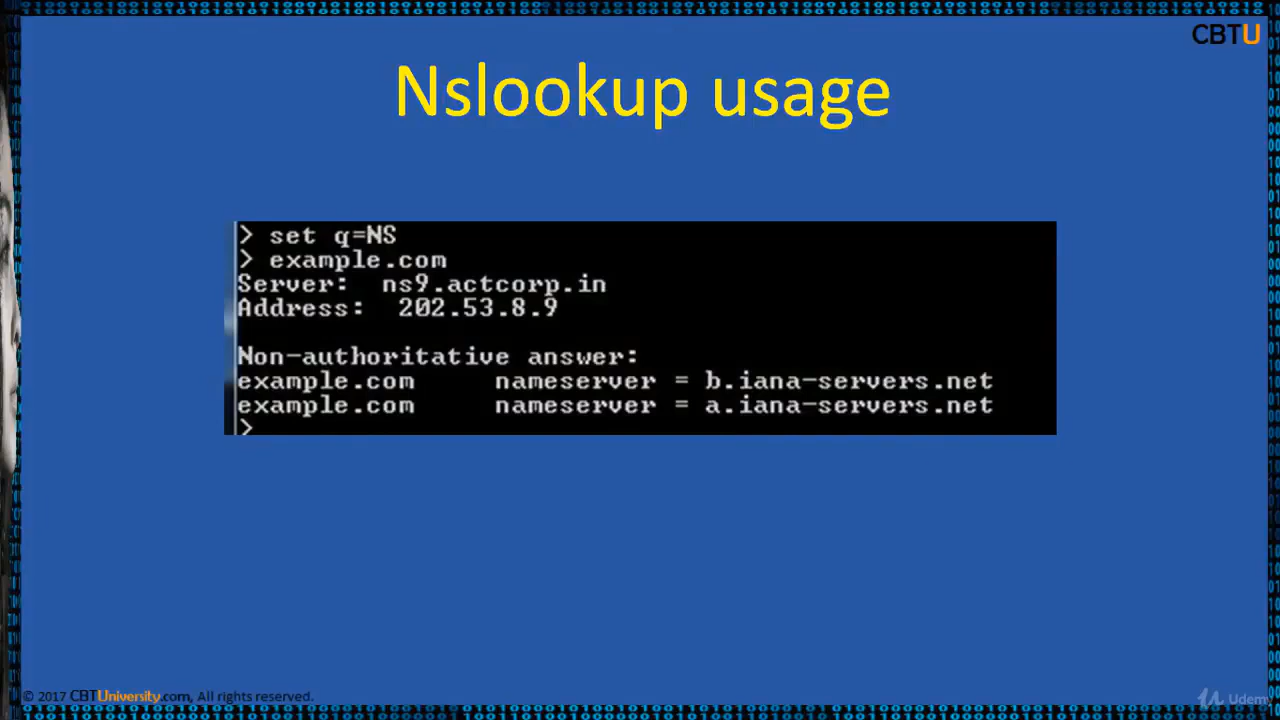 CBTU
Nslookup usage
> set q=NS
> example.com
Server:  ns9.actcorp.in
Address:  202.53.8.9
Non-authoritative answer:
example.com     nameserver = b.iana-servers.net
example.com     nameserver = a.iana-servers.net
>
© 2017 CBTUniversity.com, All rights reserved.
Udemy